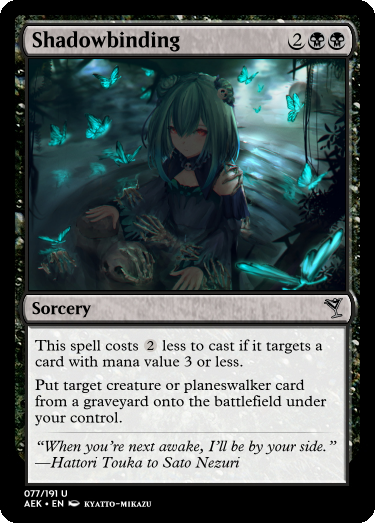 Shadowbinding 2
Sorcery
This spell costs 2 less to cast if it targets a
card with mana value 3 or less.
Put target creature or planeswalker card
from a graveyard onto the battlefield under
your control.
“When you’re next awake, I’ll be by your side.”
—Hattori Touka to Sato Nezuri
077/191 U
AEK • EN KYATTO-MIKAZU